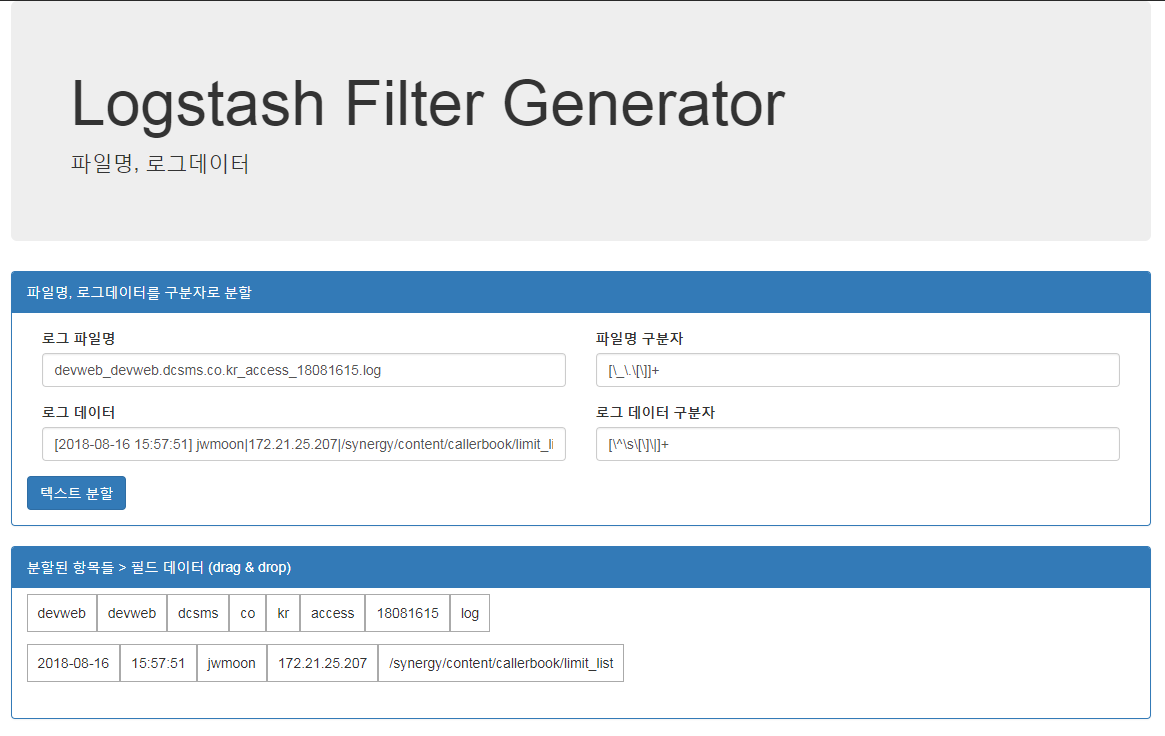 Logstash Filter Generator
파일명, 로그데이터
파일명, 로그데이터를 구분자로 분할
로그 파일명 파일명 구분자
devweb_devweb.dcsms.co.kr_access_18081615.log [\_\.\[\]]+
로그 데이터 로그 데이터 구분자
[2018-08-16 15:57:51] jwmoon|172.21.25.207|/synergy/content/callerbook/limit_li [\^\s\[\]\|]+
텍스트 분할
분할된 항목들 > 필드 데이터 (drag & drop)
devweb devweb dcsms co kr access 18081615 log
2018-08-16 15:57:51 jwmoon 172.21.25.207 /synergy/content/callerbook/limit_list